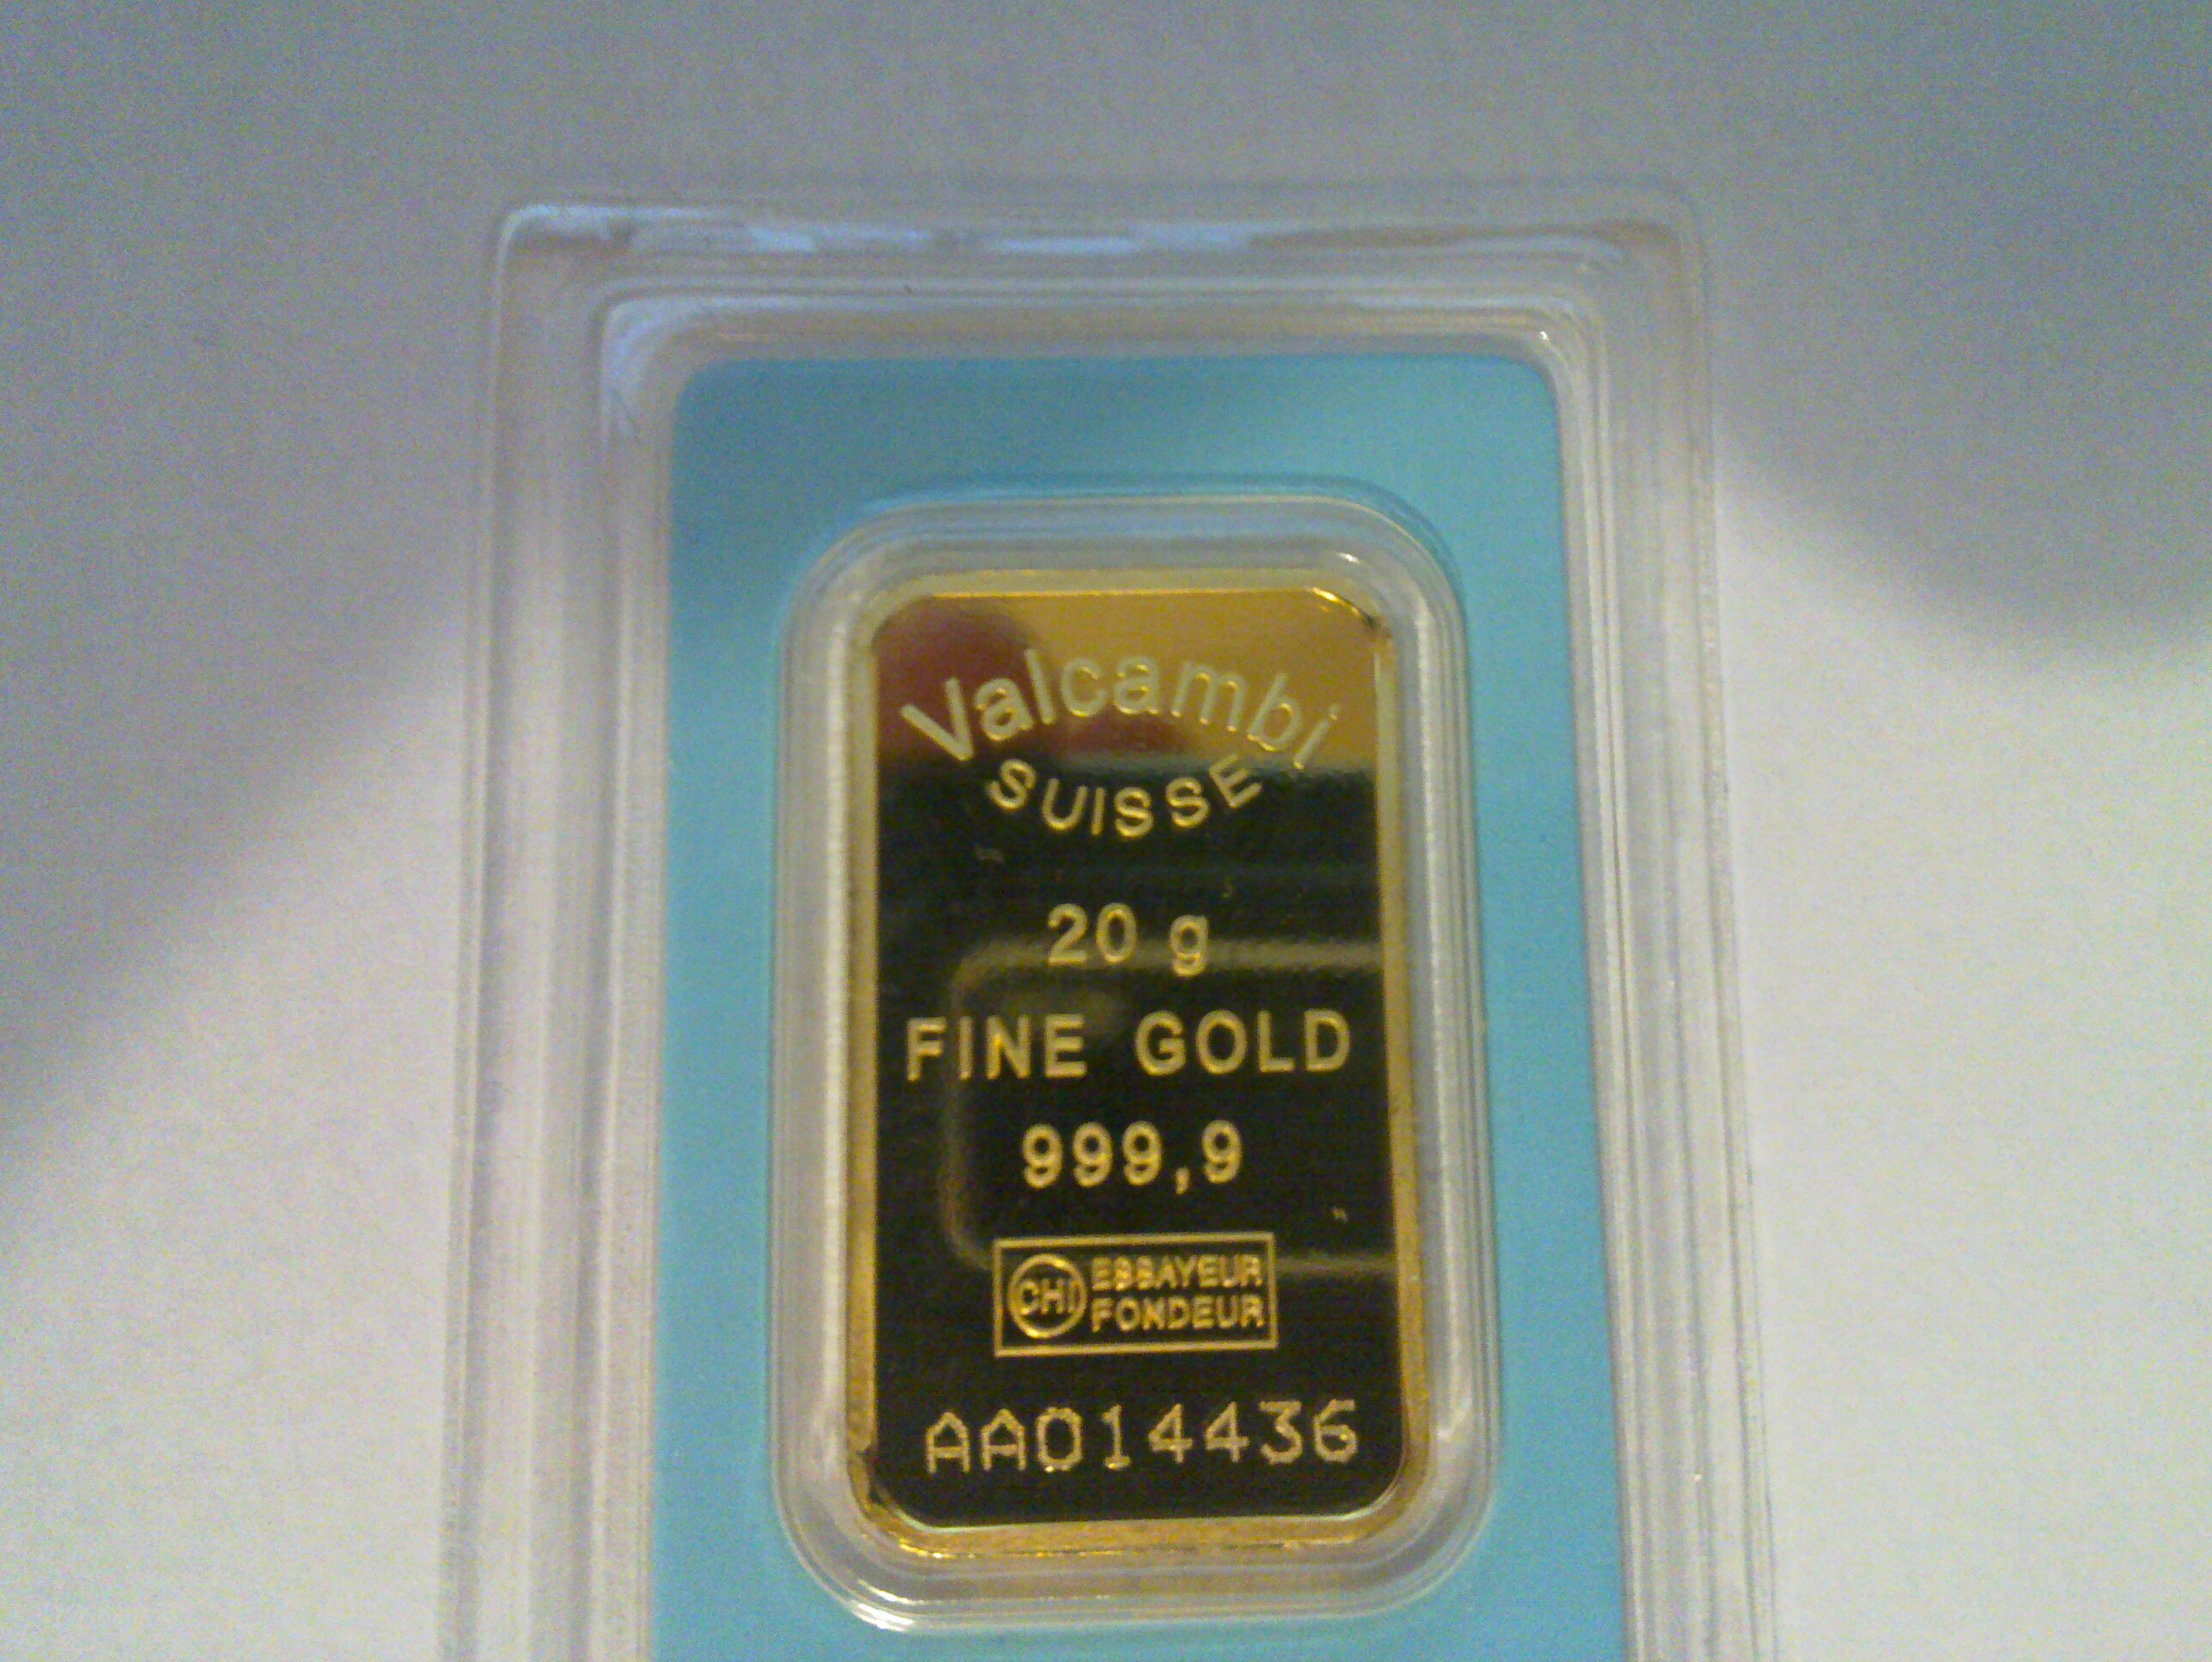 Valcambi
SUISSE
20 g
FINE GOLD
999,9
CHI ESSAYEUR
FONDEUR
AA014436